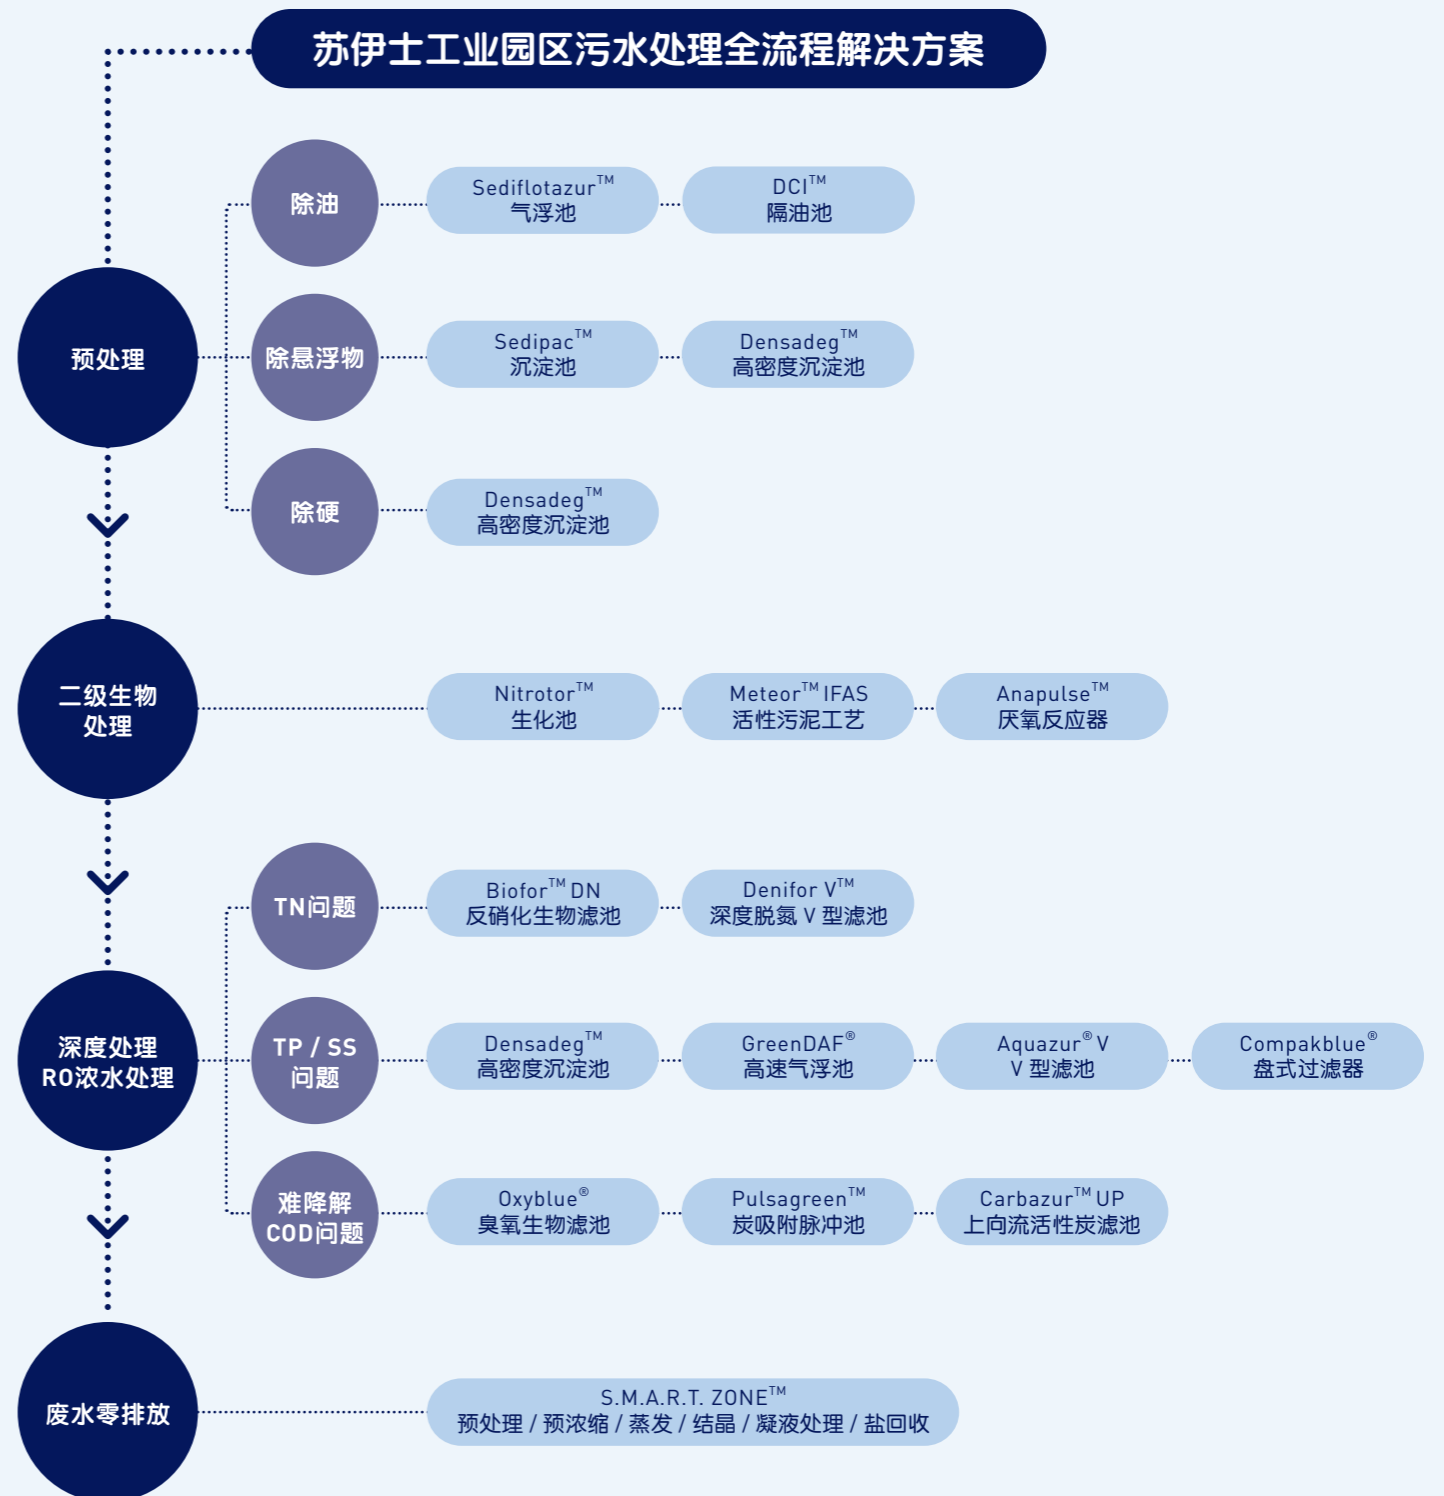 苏伊士工业园区污水处理全流程解决方案
预处理
除油
Sediflotazur™
气浮池
DCI™
隔油池
除悬浮物
Sedipac™
沉淀池
Densadeg™
高密度沉淀池
除硬
Densadeg™
高密度沉淀池
二级生物
处理
Nitrotor™
生化池
Meteor™ IFAS
活性污泥工艺
Anapulse™
厌氧反应器
深度处理
RO浓水处理
TN问题
Biofor™ DN
反硝化生物滤池
Denifor V™
深度脱氮 V 型滤池
TP / SS
问题
Densadeg™
高密度沉淀池
GreenDAF®
高速气浮池
Aquazur® V
V 型滤池
Compakblue®
盘式过滤器
难降解
COD问题
Oxyblue®
臭氧生物滤池
Pulsagreen™
炭吸附脉冲池
Carbazur™ UP
上向流活性炭滤池
废水零排放
S.M.A.R.T. ZONE™
预处理 / 预浓缩 / 蒸发 / 结晶 / 凝液处理 / 盐回收